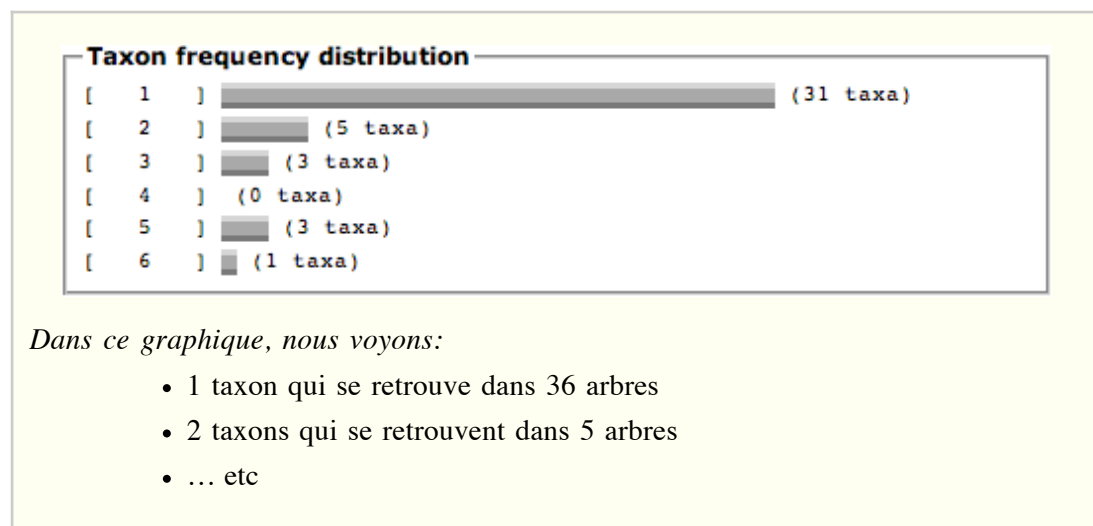 Taxon frequency distribution
[ 1 ] (31 taxa)
[ 2 ] (5 taxa)
[ 3 ] (3 taxa)
[ 4 ] (0 taxa)
[ 5 ] (3 taxa)
[ 6 ] (1 taxa)
Dans ce graphique, nous voyons:
• 1 taxon qui se retrouve dans 36 arbres
• 2 taxons qui se retrouvent dans 5 arbres
• … etc